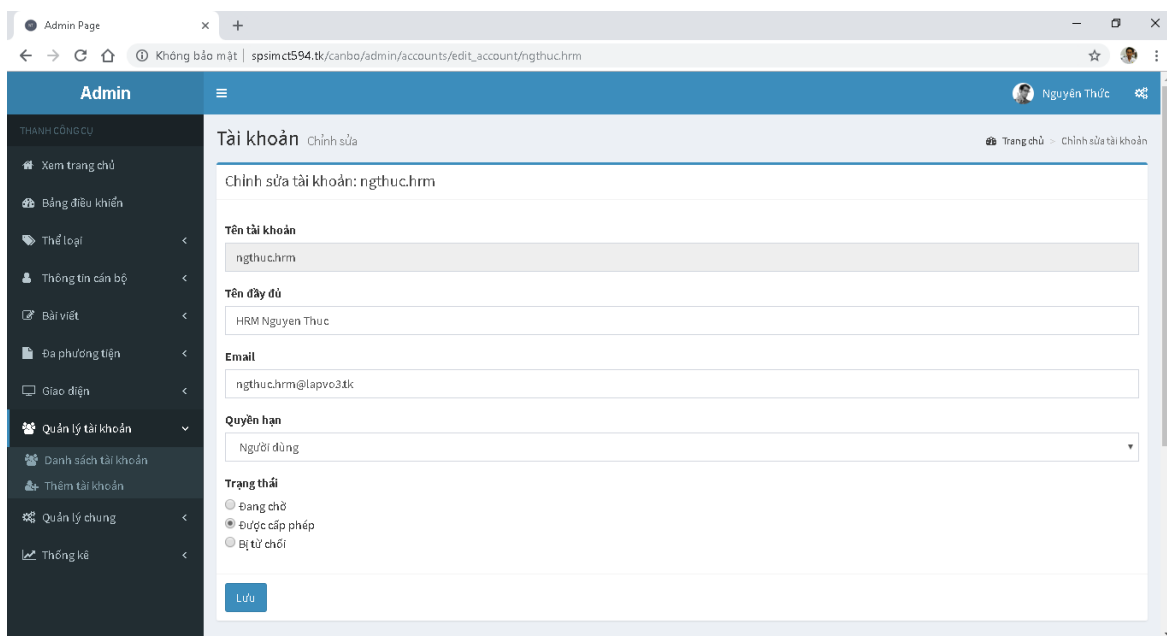 Admin Page
Không bảo mật | spsimct594.tk/canbo/admin/accounts/edit_account/ngthuc.hrm
Admin
Nguyên Thức
THANH CÔNG CỤ
Tài khoản Chỉnh sửa
Trang chủ > Chỉnh sửa tài khoản
Xem trang chủ
Bảng điều khiển
Thể loại
Thông tin cán bộ
Bài viết
Đa phương tiện
Giao diện
Quản lý tài khoản
Danh sách tài khoản
Thêm tài khoản
Quản lý chung
Thống kê
Chỉnh sửa tài khoản: ngthuc.hrm
Tên tài khoản
ngthuc.hrm
Tên đầy đủ
HRM Nguyen Thuc
Email
ngthuc.hrm@lapvo3.tk
Quyền hạn
Người dùng
Trạng thái
Đang chờ
Được cấp phép
Bị từ chối
Lưu